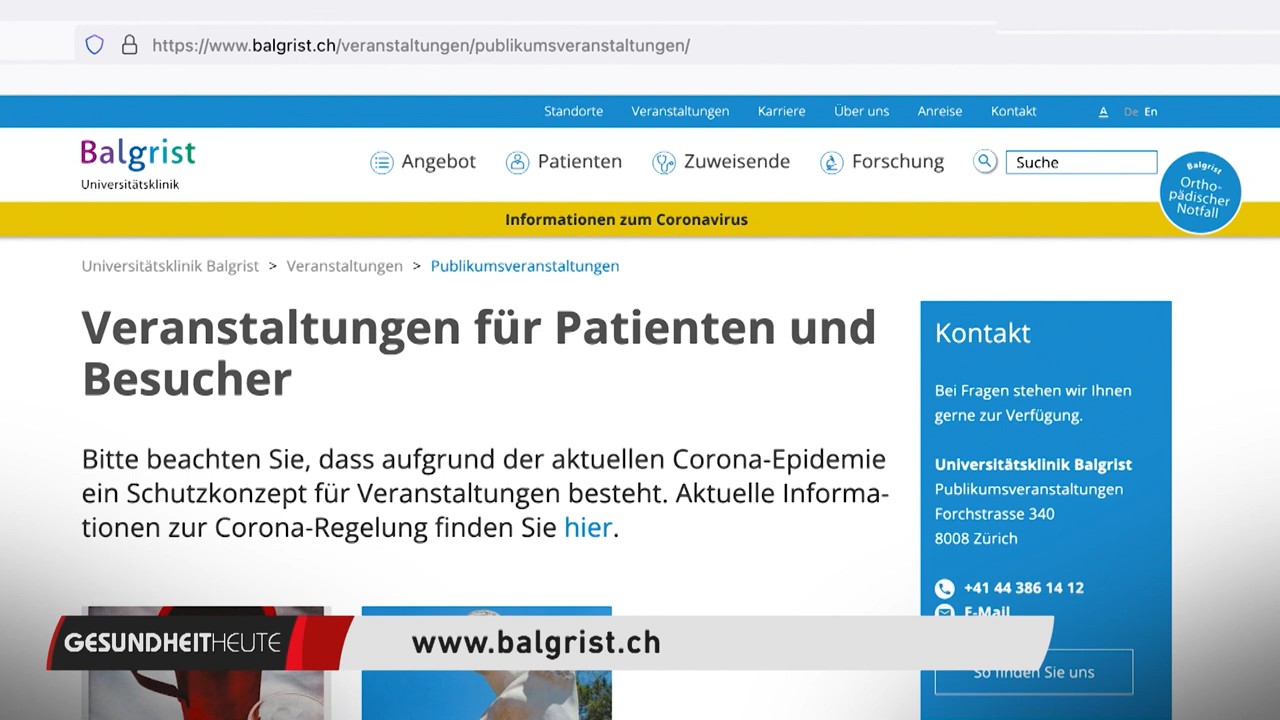 https://www.balgrist.ch/veranstaltungen/publikumsveranstaltungen/
Standorte Veranstaltungen Karriere Über uns Anreise Kontakt A De En
Balgrist
Universitätsklinik
Angebot Patienten Zuweisende Forschung Suche
Balgrist
Ortho-
pädischer
Notfall
Informationen zum Coronavirus
Universitätsklinik Balgrist > Veranstaltungen > Publikumsveranstaltungen
Veranstaltungen für Patienten und
Besucher
Bitte beachten Sie, dass aufgrund der aktuellen Corona-Epidemie
ein Schutzkonzept für Veranstaltungen besteht. Aktuelle Informa-
tionen zur Corona-Regelung finden Sie hier.
Kontakt
Bei Fragen stehen wir Ihnen
gerne zur Verfügung.
Universitätsklinik Balgrist
Publikumsveranstaltungen
Forchstrasse 340
8008 Zürich
+41 44 386 14 12
E-Mail
So finden Sie uns
GESUNDHEITHEUTE
www.balgrist.ch